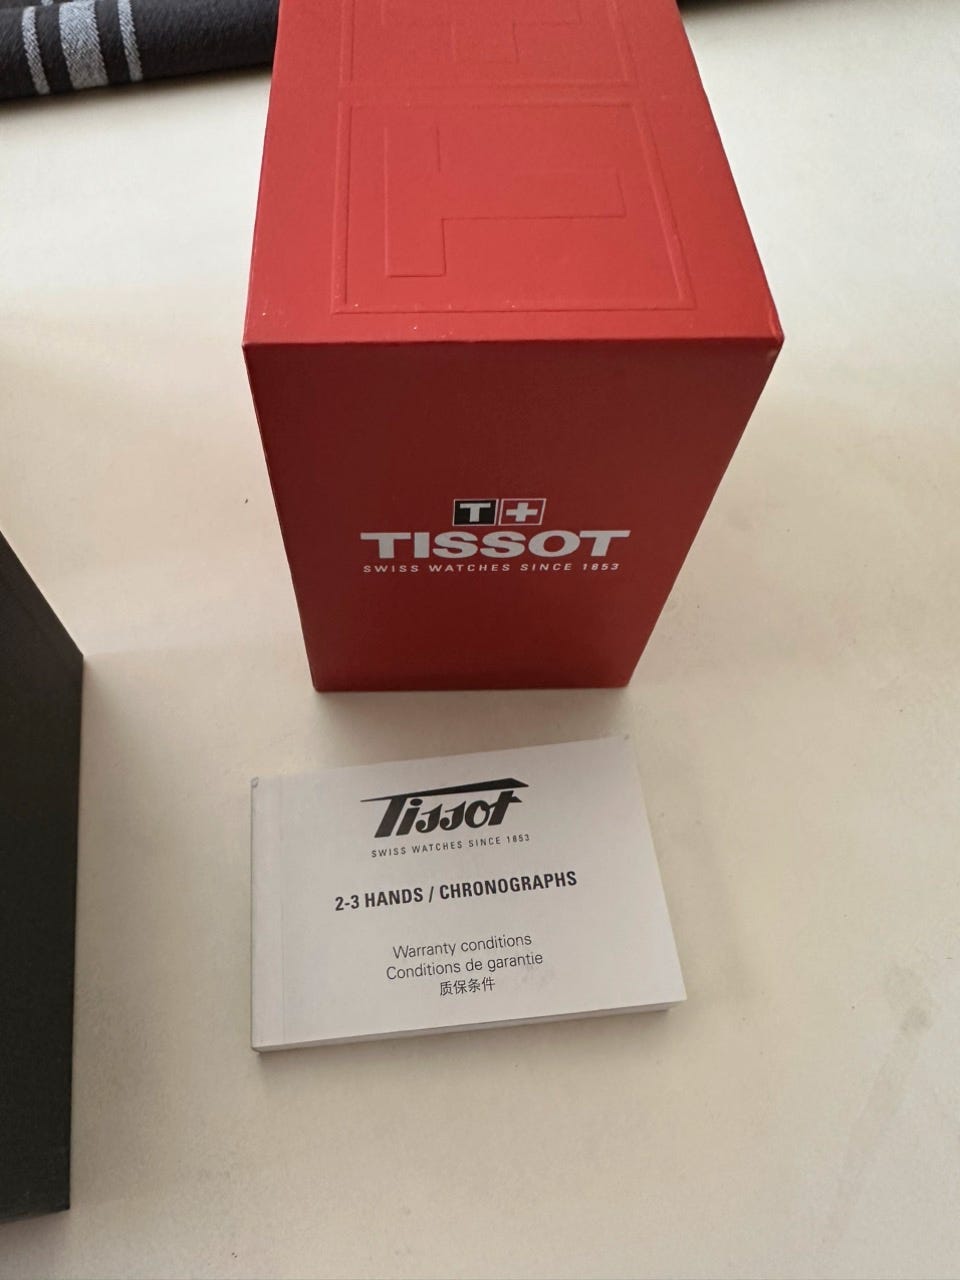 T+
TISSOT
SWISS WATCHES SINCE 1853
Tissot
SWISS WATCHES SINCE 1853
2-3 HANDS / CHRONOGRAPHS
Warranty conditions
Conditions de garantie
质保条件